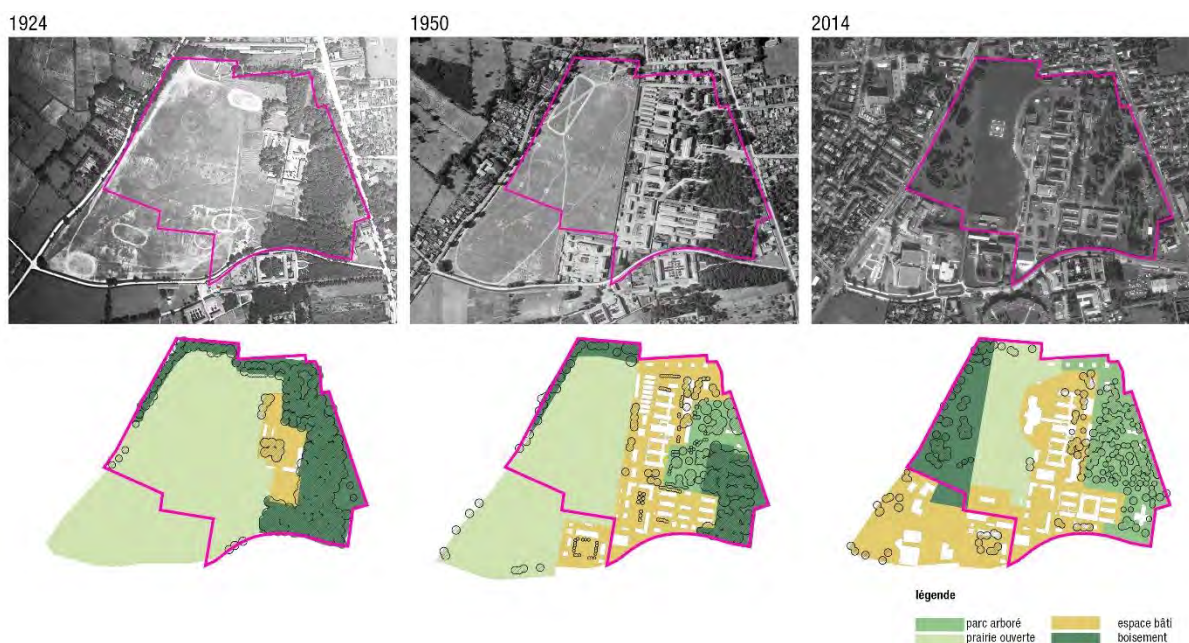 1924
1950
2014
légende
parc arboré
prairie ouverte
espace bâti
boisement